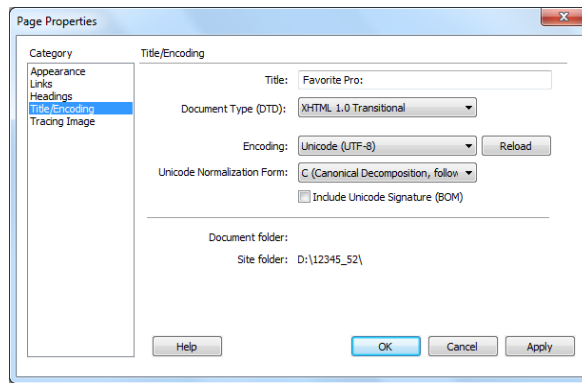 Page Properties
Category
Title/Encoding
Appearance
Links
Headings
Title/Encoding
Tracing Image
Title: Favorite Pro:
Document Type (DTD): XHTML 1.0 Transitional
Encoding: Unicode (UTF-8) Reload
Unicode Normalization Form: C (Canonical Decomposition, follow
Include Unicode Signature (BOM)
Document folder:
Site folder: D:\12345_52\
Help OK Cancel Apply